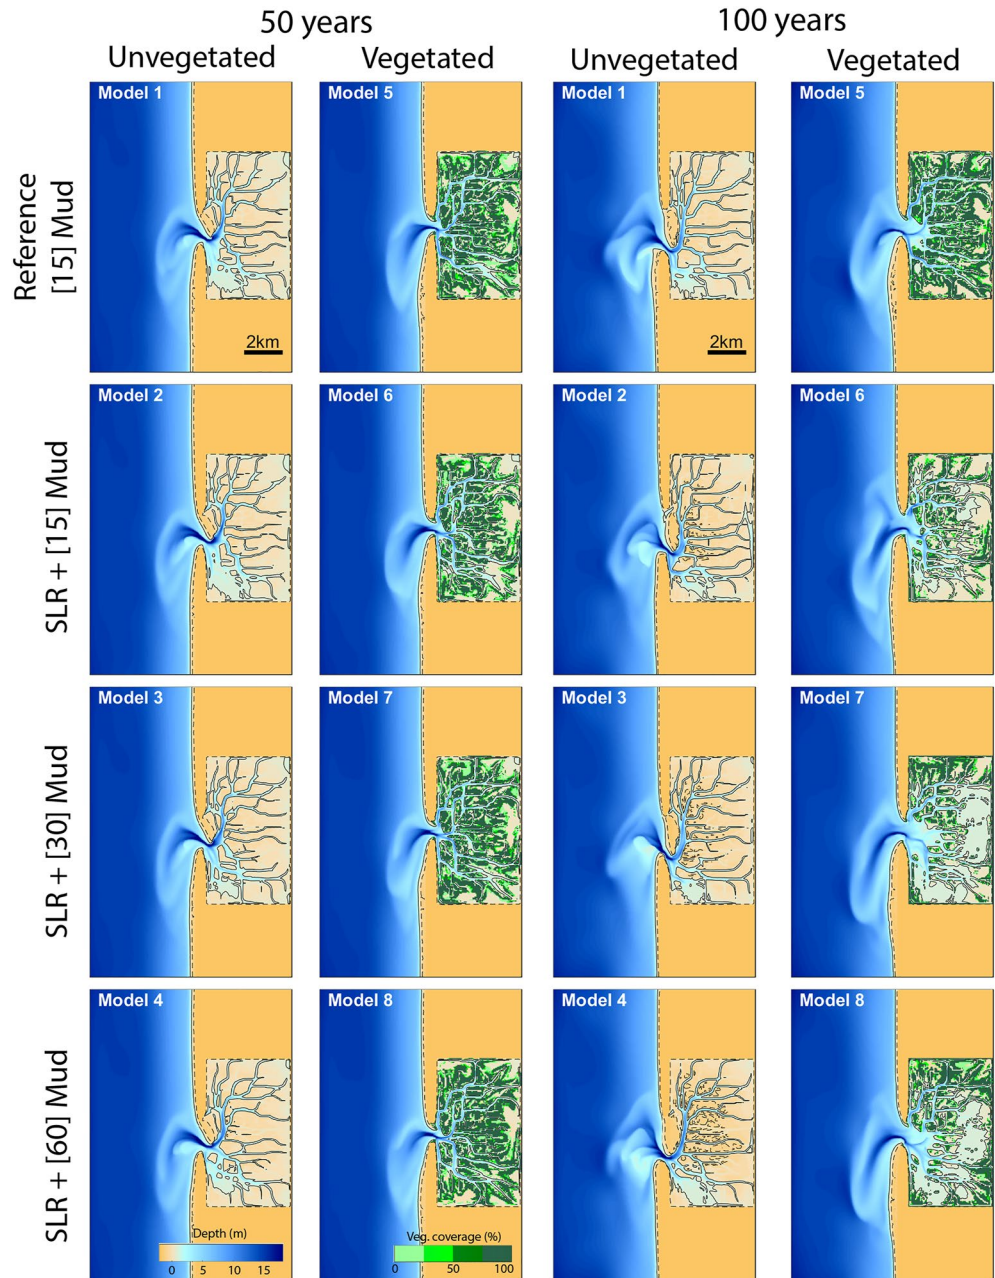 50 years
100 years
Unvegetated
Vegetated
Unvegetated
Vegetated
Reference
[15] Mud
Model 1
Model 5
Model 1
Model 5
2km
2km
SLR + [15] Mud
Model 2
Model 6
Model 2
Model 6
SLR + [30] Mud
Model 3
Model 7
Model 3
Model 7
SLR + [60] Mud
Model 4
Model 8
Model 4
Model 8
Depth (m)
0 5 10 15
Veg. coverage (%)
0 50 100